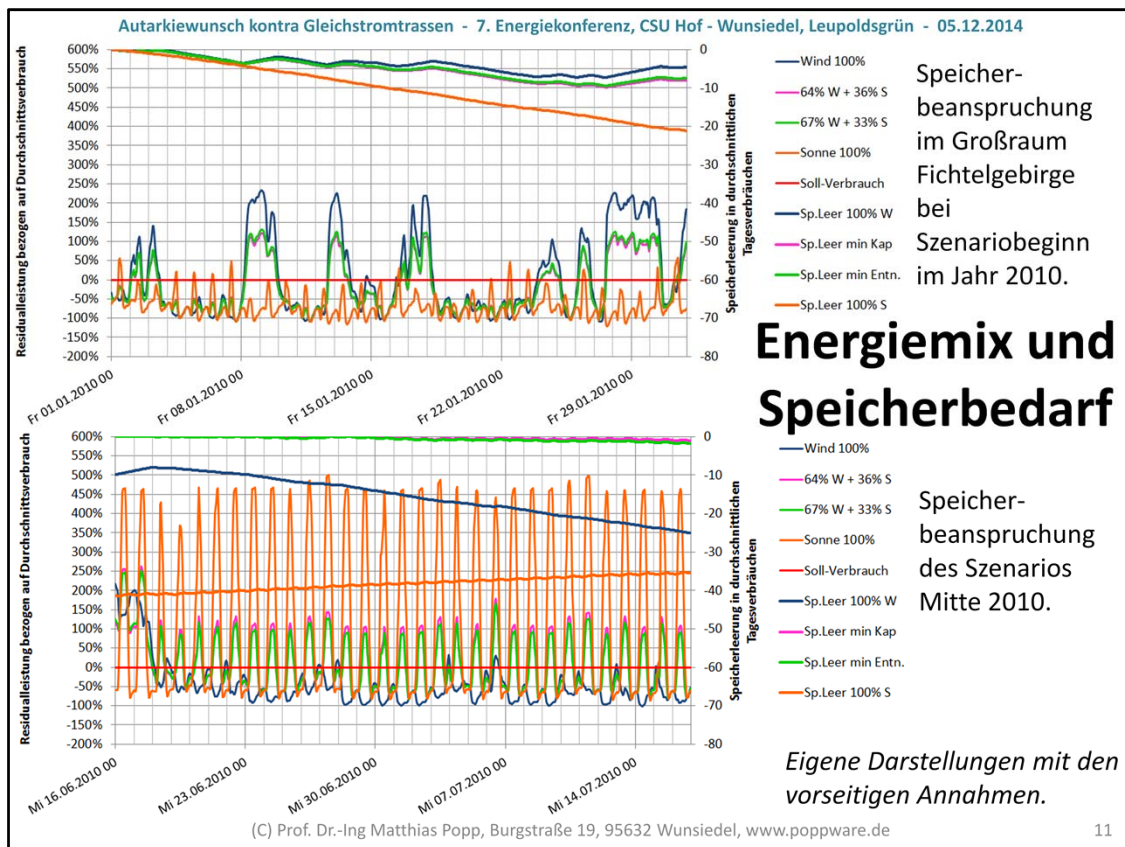 Autarkiewunsch kontra Gleichstromtrassen - 7. Energiekonferenz, CSU Hof - Wunsiedel, Leupoldsgrün - 05.12.2014
Residualleistung bezogen auf Durchschnittsverbrauch
600%
550%
500%
450%
400%
350%
300%
250%
200%
150%
100%
50%
0%
-50%
-100%
-150%
-200%
0
-10
-20
-30
-40
-50
-60
-70
-80
Speicherleerung in durchschnittlichen
Tagesverbräuchen
Fr 01.01.2010 00
Fr 08.01.2010 00
Fr 15.01.2010 00
Fr 22.01.2010 00
Fr 29.01.2010 00
Wind 100%
64% W + 36% S
67% W + 33% S
Sonne 100%
Soll-Verbrauch
Sp.Leer 100% W
Sp.Leer min Kap
Sp.Leer min Entn.
Sp.Leer 100% S
Speicher-
beanspruchung
im Großraum
Fichtelgebirge
bei
Szenariobeginn
im Jahr 2010.
Energiemix und
Speicherbedarf
Residualleistung bezogen auf Durchschnittsverbrauch
600%
550%
500%
450%
400%
350%
300%
250%
200%
150%
100%
50%
0%
-50%
-100%
-150%
-200%
0
-10
-20
-30
-40
-50
-60
-70
-80
Speicherleerung in durchschnittlichen
Tagesverbräuchen
Mi 16.06.2010 00
Mi 23.06.2010 00
Mi 30.06.2010 00
Mi 07.07.2010 00
Mi 14.07.2010 00
Wind 100%
64% W + 36% S
67% W + 33% S
Sonne 100%
Soll-Verbrauch
Sp.Leer 100% W
Sp.Leer min Kap
Sp.Leer min Entn.
Sp.Leer 100% S
Speicher-
beanspruchung
des Szenarios
Mitte 2010.
Eigene Darstellungen mit den
vorseitigen Annahmen.
(C) Prof. Dr.-Ing Matthias Popp, Burgstraße 19, 95632 Wunsiedel, www.poppware.de
11